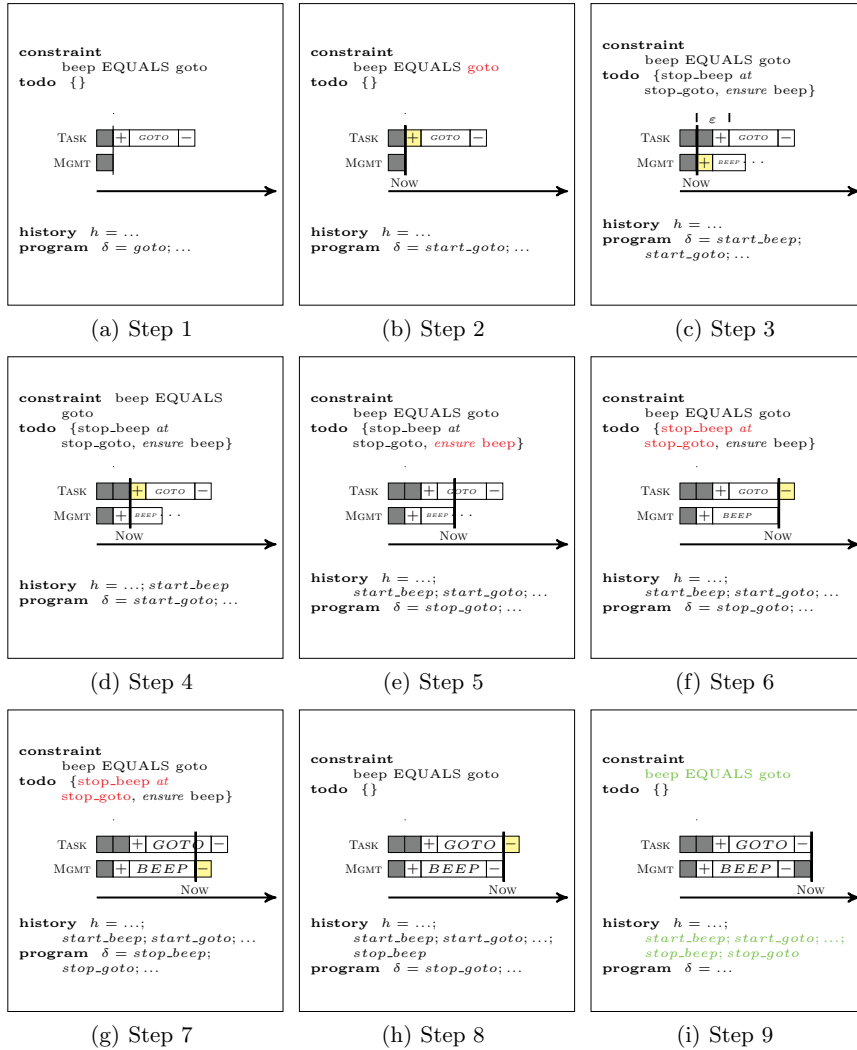 constraint
beep EQUALS goto
todo {}
TASK + GOTO −
MGMT
history h = ...
program δ = goto; ...
(a) Step 1
constraint
beep EQUALS goto
todo {}
TASK + GOTO −
MGMT
Now
history h = ...
program δ = start_goto; ...
(b) Step 2
constraint
beep EQUALS goto
todo {stop_beep at
stop_goto, ensure beep}
ε
TASK + GOTO −
MGMT + BEEP · · ·
Now
history h = ...
program δ = start_beep;
start_goto; ...
(c) Step 3
constraint beep EQUALS
goto
todo {stop_beep at
stop_goto, ensure beep}
TASK + GOTO −
MGMT + BEEP · · ·
Now
history h = ...; start_beep
program δ = start_goto; ...
(d) Step 4
constraint
beep EQUALS goto
todo {stop_beep at
stop_goto, ensure beep}
TASK + GOTO −
MGMT + BEEP · · ·
Now
history h = ...;
start_beep; start_goto; ...
program δ = stop_goto; ...
(e) Step 5
constraint
beep EQUALS goto
todo {stop_beep at
stop_goto, ensure beep}
TASK + GOTO −
MGMT + BEEP
Now
history h = ...;
start_beep; start_goto; ...
program δ = stop_goto; ...
(f) Step 6
constraint
beep EQUALS goto
todo {stop_beep at
stop_goto, ensure beep}
TASK + GOTO −
MGMT + BEEP −
Now
history h = ...;
start_beep; start_goto; ...
program δ = stop_beep;
stop_goto; ...
(g) Step 7
constraint
beep EQUALS goto
todo {}
TASK + GOTO −
MGMT + BEEP −
Now
history h = ...;
start_beep; start_goto; ...;
stop_beep
program δ = stop_goto; ...
(h) Step 8
constraint
beep EQUALS goto
todo {}
TASK + GOTO −
MGMT + BEEP −
Now
history h = ...;
start_beep; start_goto; ...;
stop_beep; stop_goto
program δ = ...
(i) Step 9